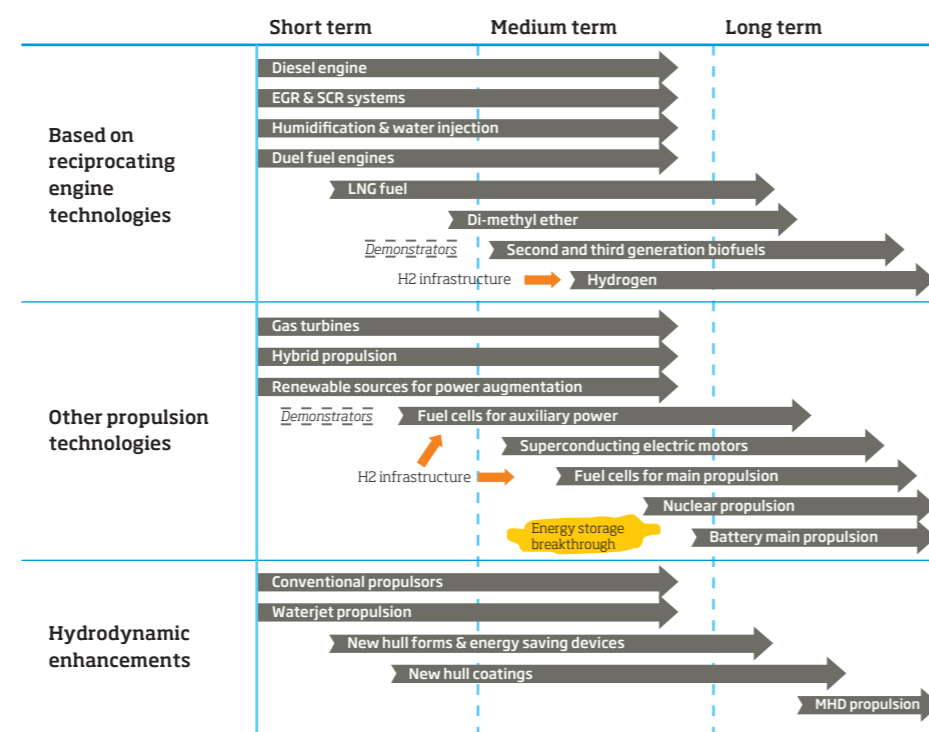 Short term
Medium term
Long term
Based on
reciprocating
engine
technologies
Diesel engine
EGR & SCR systems
Humidification & water injection
Duel fuel engines
LNG fuel
Di-methyl ether
Demonstrators
Second and third generation biofuels
H2 infrastructure
Hydrogen
Other propulsion
technologies
Gas turbines
Hybrid propulsion
Renewable sources for power augmentation
Demonstrators
Fuel cells for auxiliary power
Superconducting electric motors
H2 infrastructure
Fuel cells for main propulsion
Nuclear propulsion
Energy storage
breakthrough
Battery main propulsion
Hydrodynamic
enhancements
Conventional propulsors
Waterjet propulsion
New hull forms & energy saving devices
New hull coatings
MHD propulsion